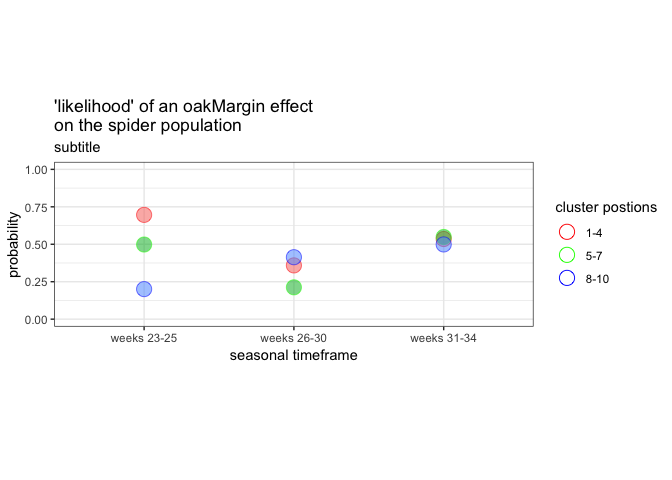 'likelihood' of an oakMargin effect
on the spider population
subtitle
1.00
0.75
0.50
0.25
0.00
probability
weeks 23-25
weeks 26-30
weeks 31-34
seasonal timeframe
cluster postions
1-4
5-7
8-10